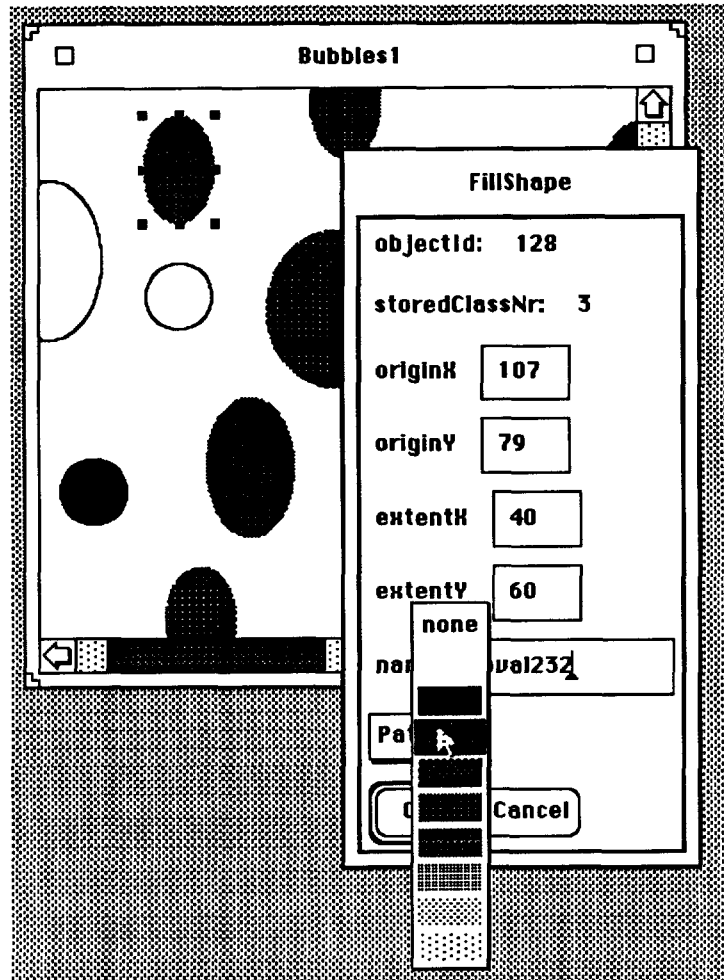 Bubbles1
FillShape
objectId: 128
storedClassNr: 3
originX 107
originY 79
extentX 40
extentY 60
none
oval232
Cancel